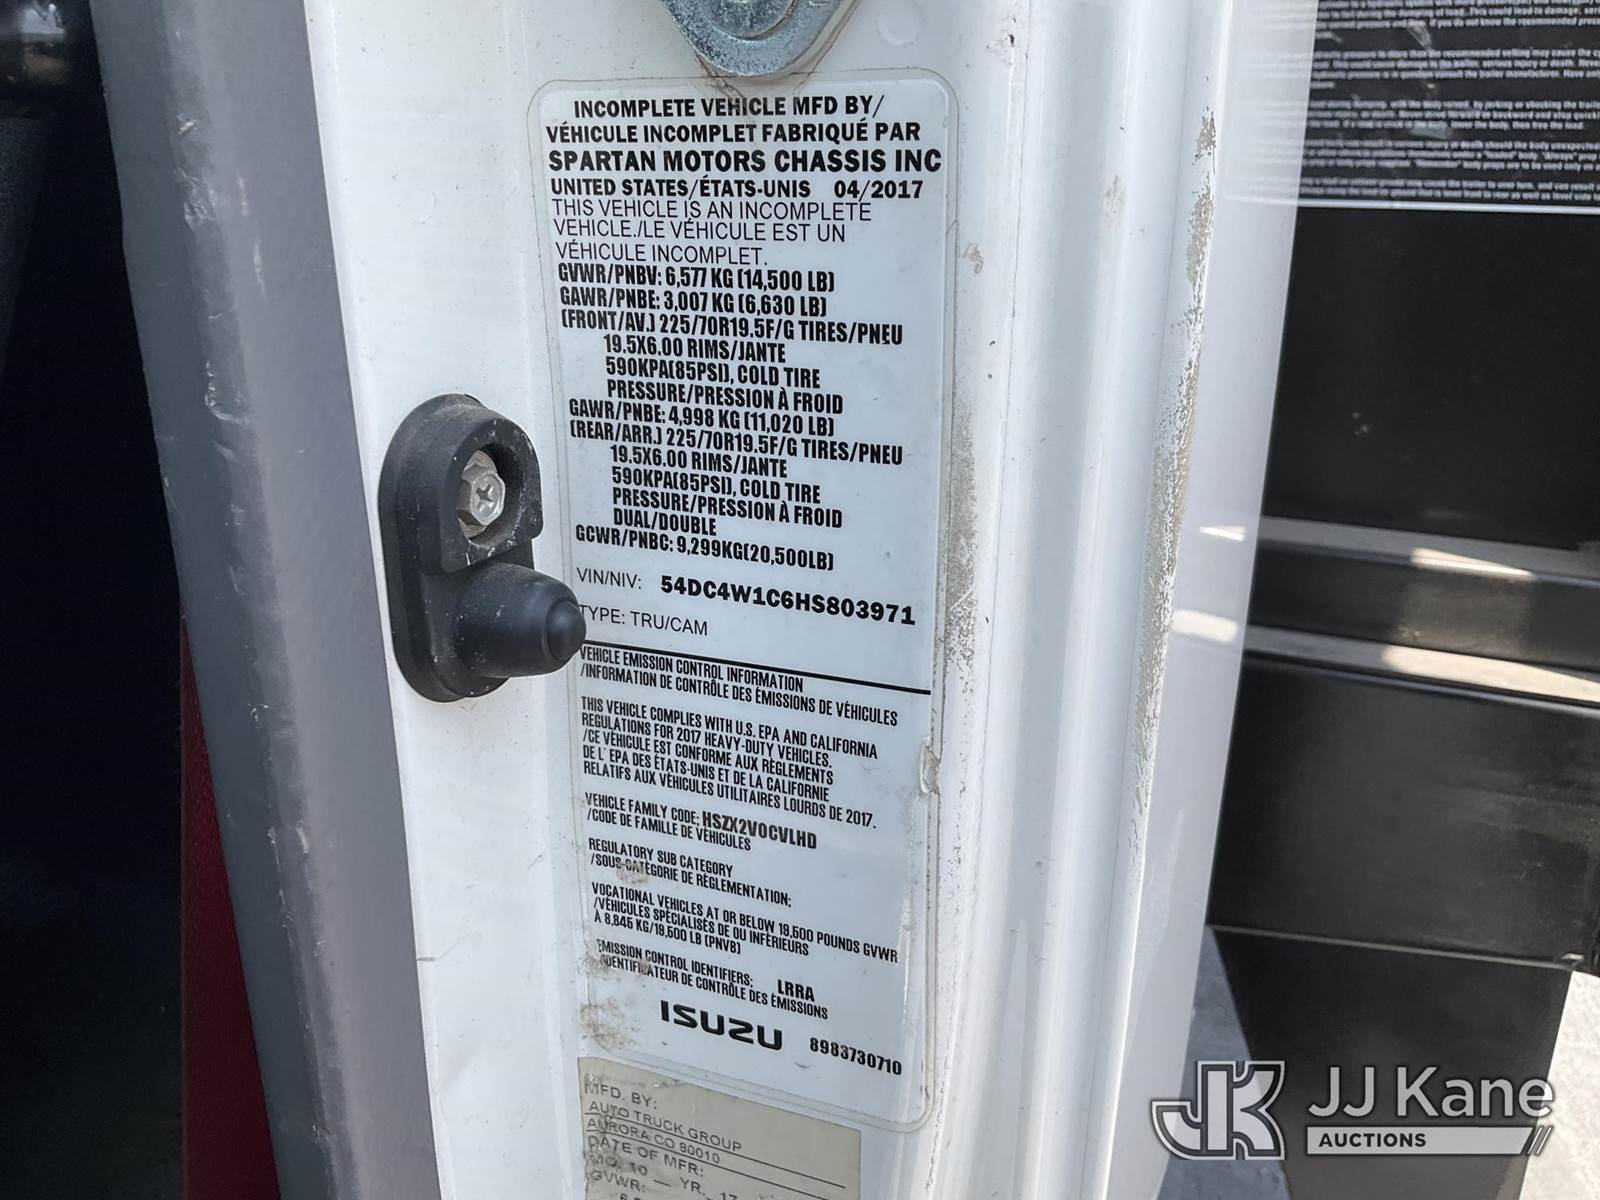 INCOMPLETE VEHICLE MFD BY/
VÉHICULE INCOMPLET FABRIQUÉ PAR
SPARTAN MOTORS CHASSIS INC
UNITED STATES/ÉTATS-UNIS 04/2017
THIS VEHICLE IS AN INCOMPLETE
VEHICLE./LE VÉHICULE EST UN
VÉHICULE INCOMPLET.
GVWR/PNBV: 6,577 KG (14,500 LB)
GAWR/PNBE: 3,007 KG (6,630 LB)
(FRONT/AV.) 225/70R19.5F/G TIRES/PNEU
19.5X6.00 RIMS/JANTE
590KPA(85PSI), COLD TIRE
PRESSURE/PRESSION À FROID
GAWR/PNBE: 4,998 KG (11,020 LB)
(REAR/ARR.) 225/70R19.5F/G TIRES/PNEU
19.5X6.00 RIMS/JANTE
590KPA(85PSI), COLD TIRE
PRESSURE/PRESSION À FROID
DUAL/DOUBLE
GCWR/PNBC: 9,299KG(20,500LB)
VIN/NIV: 54DC4W1C6HS803971
TYPE: TRU/CAM
VEHICLE EMISSION CONTROL INFORMATION
/INFORMATION DE CONTRÔLE DES ÉMISSIONS DE VÉHICULES
THIS VEHICLE COMPLIES WITH U.S. EPA AND CALIFORNIA
REGULATIONS FOR 2017 HEAVY-DUTY VEHICLES.
/CE VÉHICULE EST CONFORME AUX RÈGLEMENTS
DE L' EPA DES ÉTATS-UNIS ET DE LA CALIFORNIE
RELATIFS AUX VÉHICULES UTILITAIRES LOURDS DE 2017.
VEHICLE FAMILY CODE: HSZX2VOCVLHD
/CODE DE FAMILLE DE VÉHICULES
REGULATORY SUB CATEGORY
/SOUS-CATÉGORIE DE RÈGLEMENTATION:
VOCATIONAL VEHICLES AT OR BELOW 19,500 POUNDS GVWR
/VÉHICULES SPÉCIALISÉS DE OU INFÉRIEURS
À 8,845 KG/19,500 LB (PNVB)
EMISSION CONTROL IDENTIFIERS: LRRA
IDENTIFICATEUR DE CONTRÔLE DES ÉMISSIONS
ISUZU 8983730710
MFD. BY:
AUTO TRUCK GROUP
AURORA CO 80010
DATE OF MFR:
MO. 10 YR. 17
GVWR:
JJ Kane
AUCTIONS